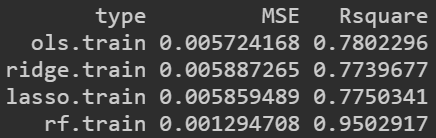 type MSE Rsquare
ols.train 0.005724168 0.7802296
ridge.train 0.005887265 0.7739677
lasso.train 0.005859489 0.7750341
rf.train 0.001294708 0.9502917